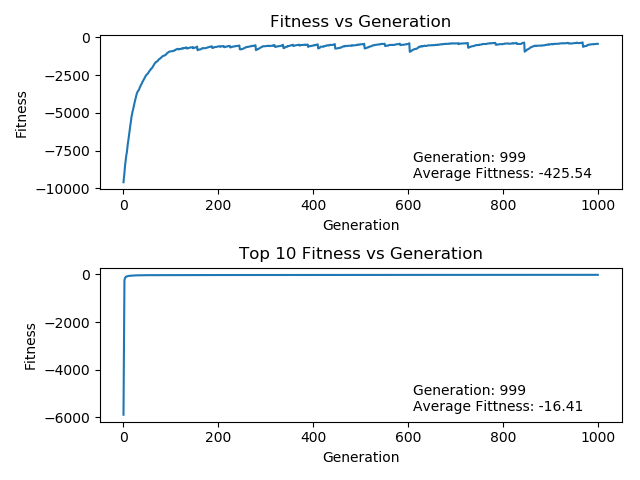 Fitness vs Generation
0
−2500
−5000
−7500
−10000
Fitness
Generation: 999
Average Fittness: -425.54
0 200 400 600 800 1000
Generation
Top 10 Fitness vs Generation
0
−2000
−4000
−6000
Fitness
Generation: 999
Average Fittness: -16.41
0 200 400 600 800 1000
Generation